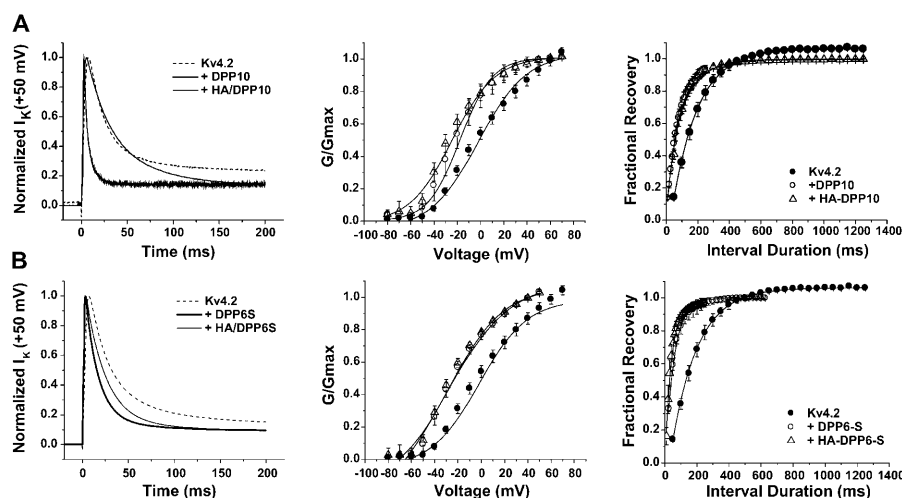 A
Normalized IK(+50 mV)
1.0
0.8
0.6
0.4
0.2
0.0
0
50
100
150
200
Time (ms)
Kv4.2
+ DPP10
+ HA/DPP10
G/Gmax
1.0
0.8
0.6
0.4
0.2
0.0
-100 -80 -60 -40 -20 0 20 40 60 80
Voltage (mV)
Fractional Recovery
1.0
0.8
0.6
0.4
0.2
0.0
0 200 400 600 800 1000 1200 1400
Interval Duration (ms)
Kv4.2
+DPP10
+ HA-DPP10
B
Normalized IK (+50 mV)
1.0
0.8
0.6
0.4
0.2
0.0
0
50
100
150
200
Time (ms)
Kv4.2
+ DPP6S
+ HA/DPP6S
G/Gmax
1.0
0.8
0.6
0.4
0.2
0.0
-100 -80 -60 -40 -20 0 20 40 60 80
Voltage (mV)
Fractional Recovery
1.0
0.8
0.6
0.4
0.2
0.0
0 200 400 600 800 1000 1200 1400
Interval Duration (ms)
Kv4.2
+ DPP6-S
+ HA-DPP6-S